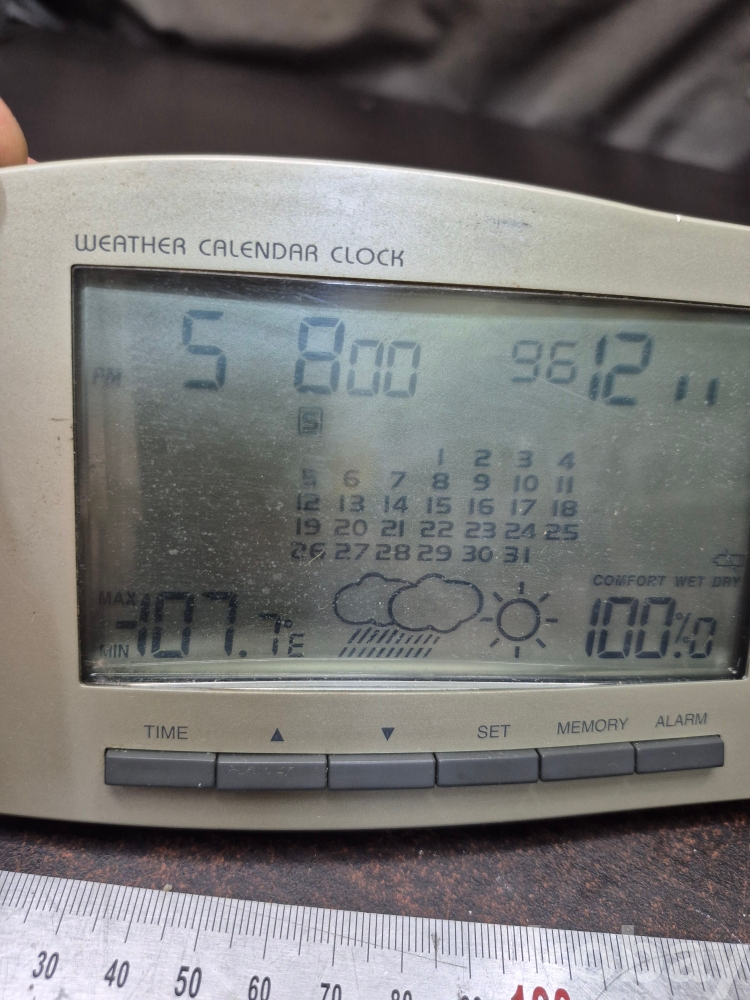 WEATHER CALENDAR CLOCK
PM 5 8 00 96 12 11
S
1 2 3 4
5 6 7 8 9 10 11
12 13 14 15 16 17 18
19 20 21 22 23 24 25
26 27 28 29 30 31
COMFORT WET DRY
MAX
MIN
100%
TIME ▲ ▼ SET MEMORY ALARM
30 40 50 60 70 80 100